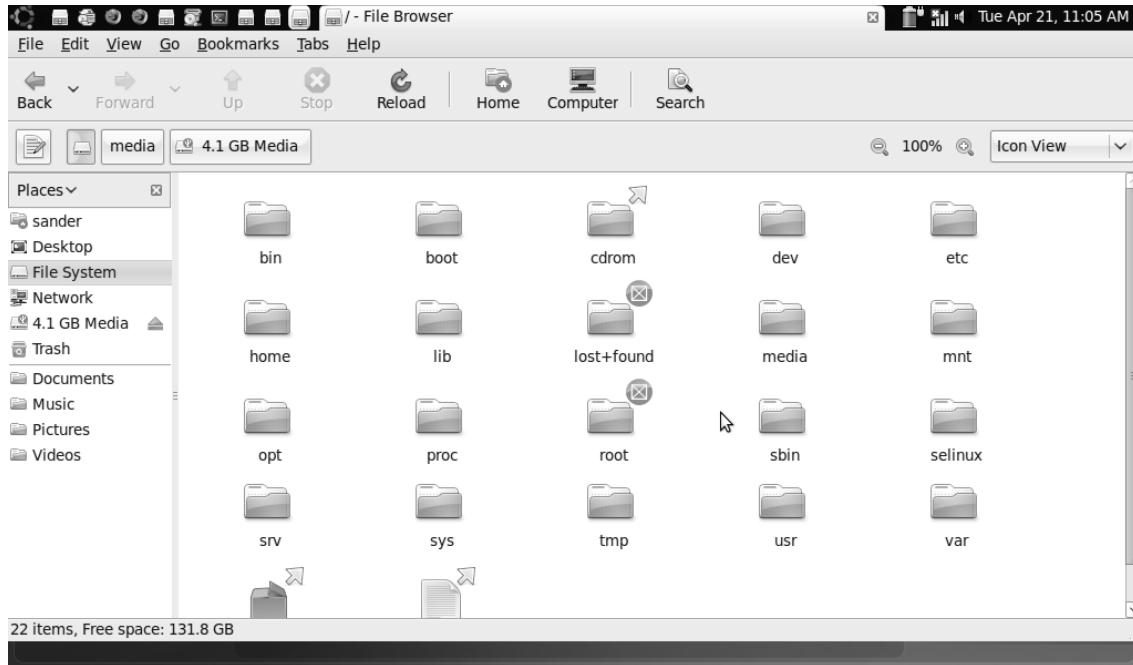 / - File Browser Tue Apr 21, 11:05 AM
File Edit View Go Bookmarks Tabs Help
Back Forward Up Stop Reload Home Computer Search
media 4.1 GB Media 100% Icon View
Places
sander
Desktop
File System
Network
4.1 GB Media
Trash
Documents
Music
Pictures
Videos
bin boot cdrom dev etc
home lib lost+found media mnt
opt proc root sbin selinux
srv sys tmp usr var
22 items, Free space: 131.8 GB